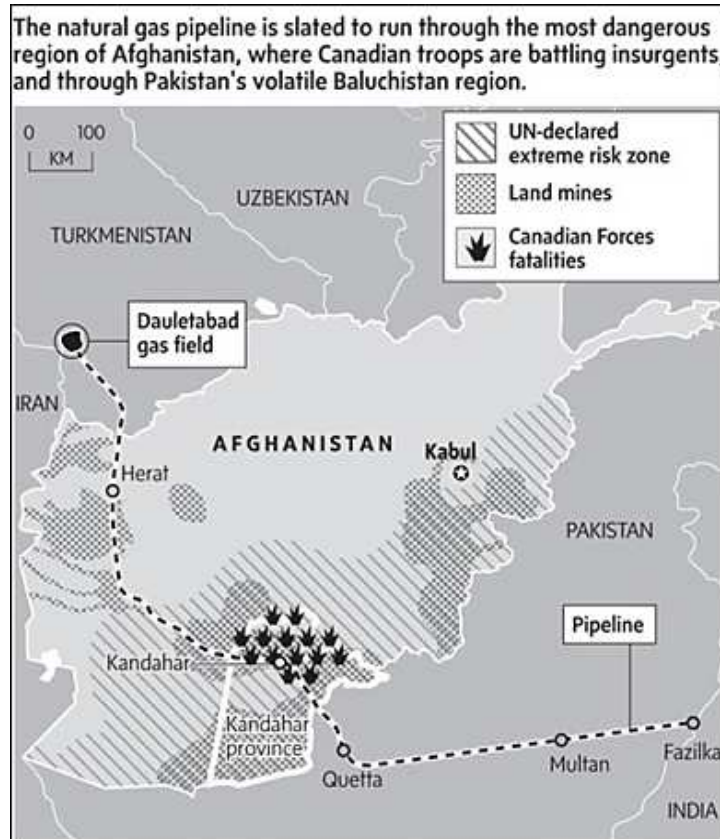 The natural gas pipeline is slated to run through the most dangerous
region of Afghanistan, where Canadian troops are battling insurgents,
and through Pakistan's volatile Baluchistan region.
0 100
KM
UN-declared
extreme risk zone
Land mines
Canadian Forces
fatalities
UZBEKISTAN
TURKMENISTAN
Dauletabad
gas field
IRAN
AFGHANISTAN
Kabul
Herat
PAKISTAN
Pipeline
Kandahar
Kandahar
province
Quetta
Multan
Fazilka
INDIA